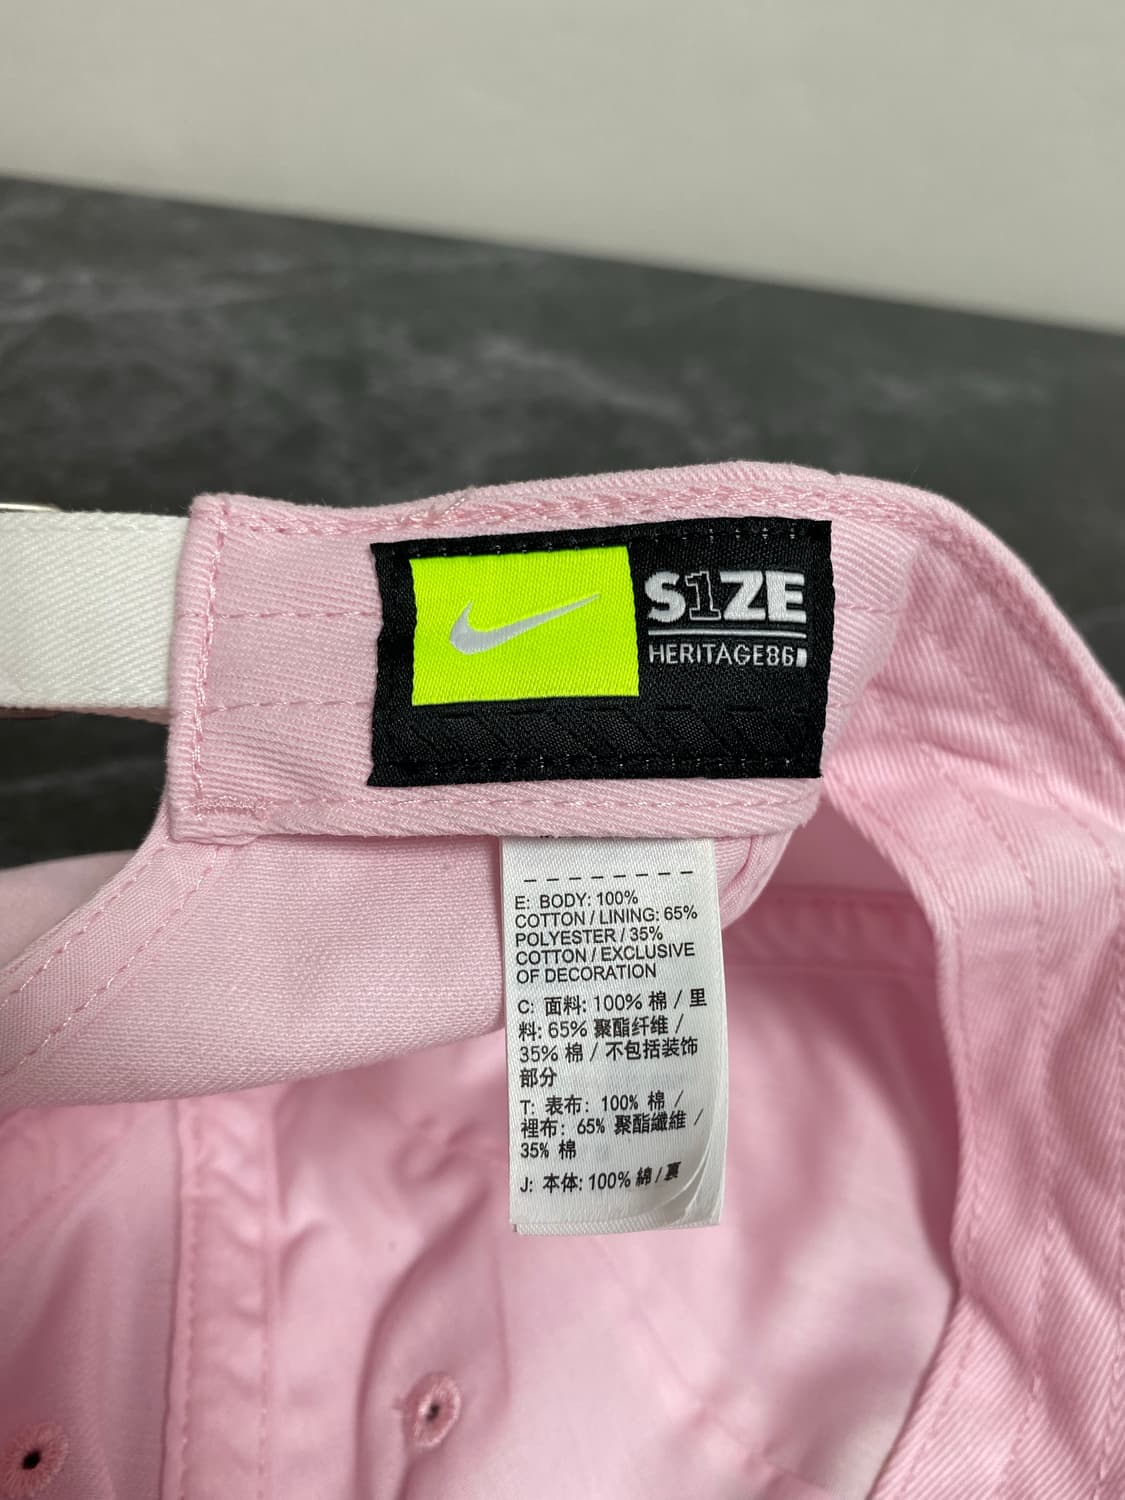 S1ZE
HERITAGE86
E: BODY: 100%
COTTON / LINING: 65%
POLYESTER / 35%
COTTON / EXCLUSIVE
OF DECORATION
C: 面料: 100% 棉 / 里
料: 65% 聚酯纤维 /
35% 棉 / 不包括装饰
部分
T: 表布: 100% 棉 /
裡布: 65% 聚酯纖維 /
35% 棉
J: 本体: 100% 綿 / 裏